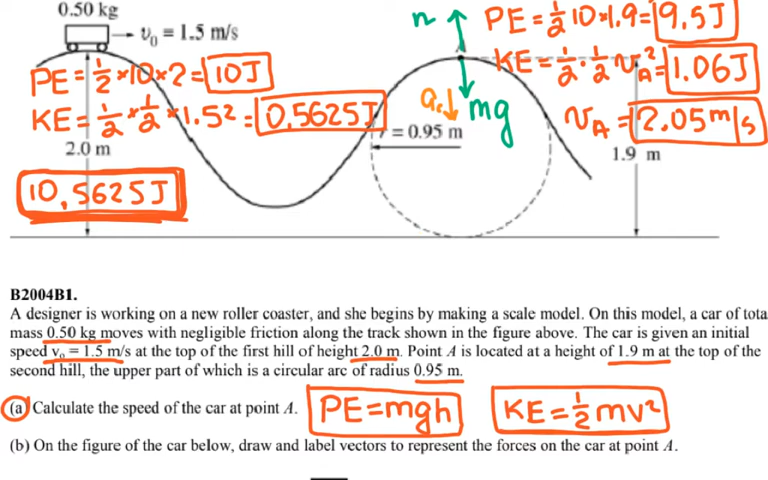 0.50 kg
v₀ = 1.5 m/s
PE = ½ × 10 × 2 = 10J
KE = ½ × ½ × 1.5² = 0.5625J
2.0 m
10.5625J
n
A
mg
r = 0.95 m
PE = ½ 10 × 1.9 = 9.5J
KE = ½ · ½ v_A² = 1.06J
v_A = 2.05m/s
1.9 m
B2004B1.
A designer is working on a new roller coaster, and she begins by making a scale model. On this model, a car of tota
mass 0.50 kg moves with negligible friction along the track shown in the figure above. The car is given an initial
speed v₀ = 1.5 m/s at the top of the first hill of height 2.0 m. Point A is located at a height of 1.9 m at the top of the
second hill, the upper part of which is a circular arc of radius 0.95 m.
(a) Calculate the speed of the car at point A.
PE = mgh
KE = ½ mv²
(b) On the figure of the car below, draw and label vectors to represent the forces on the car at point A.